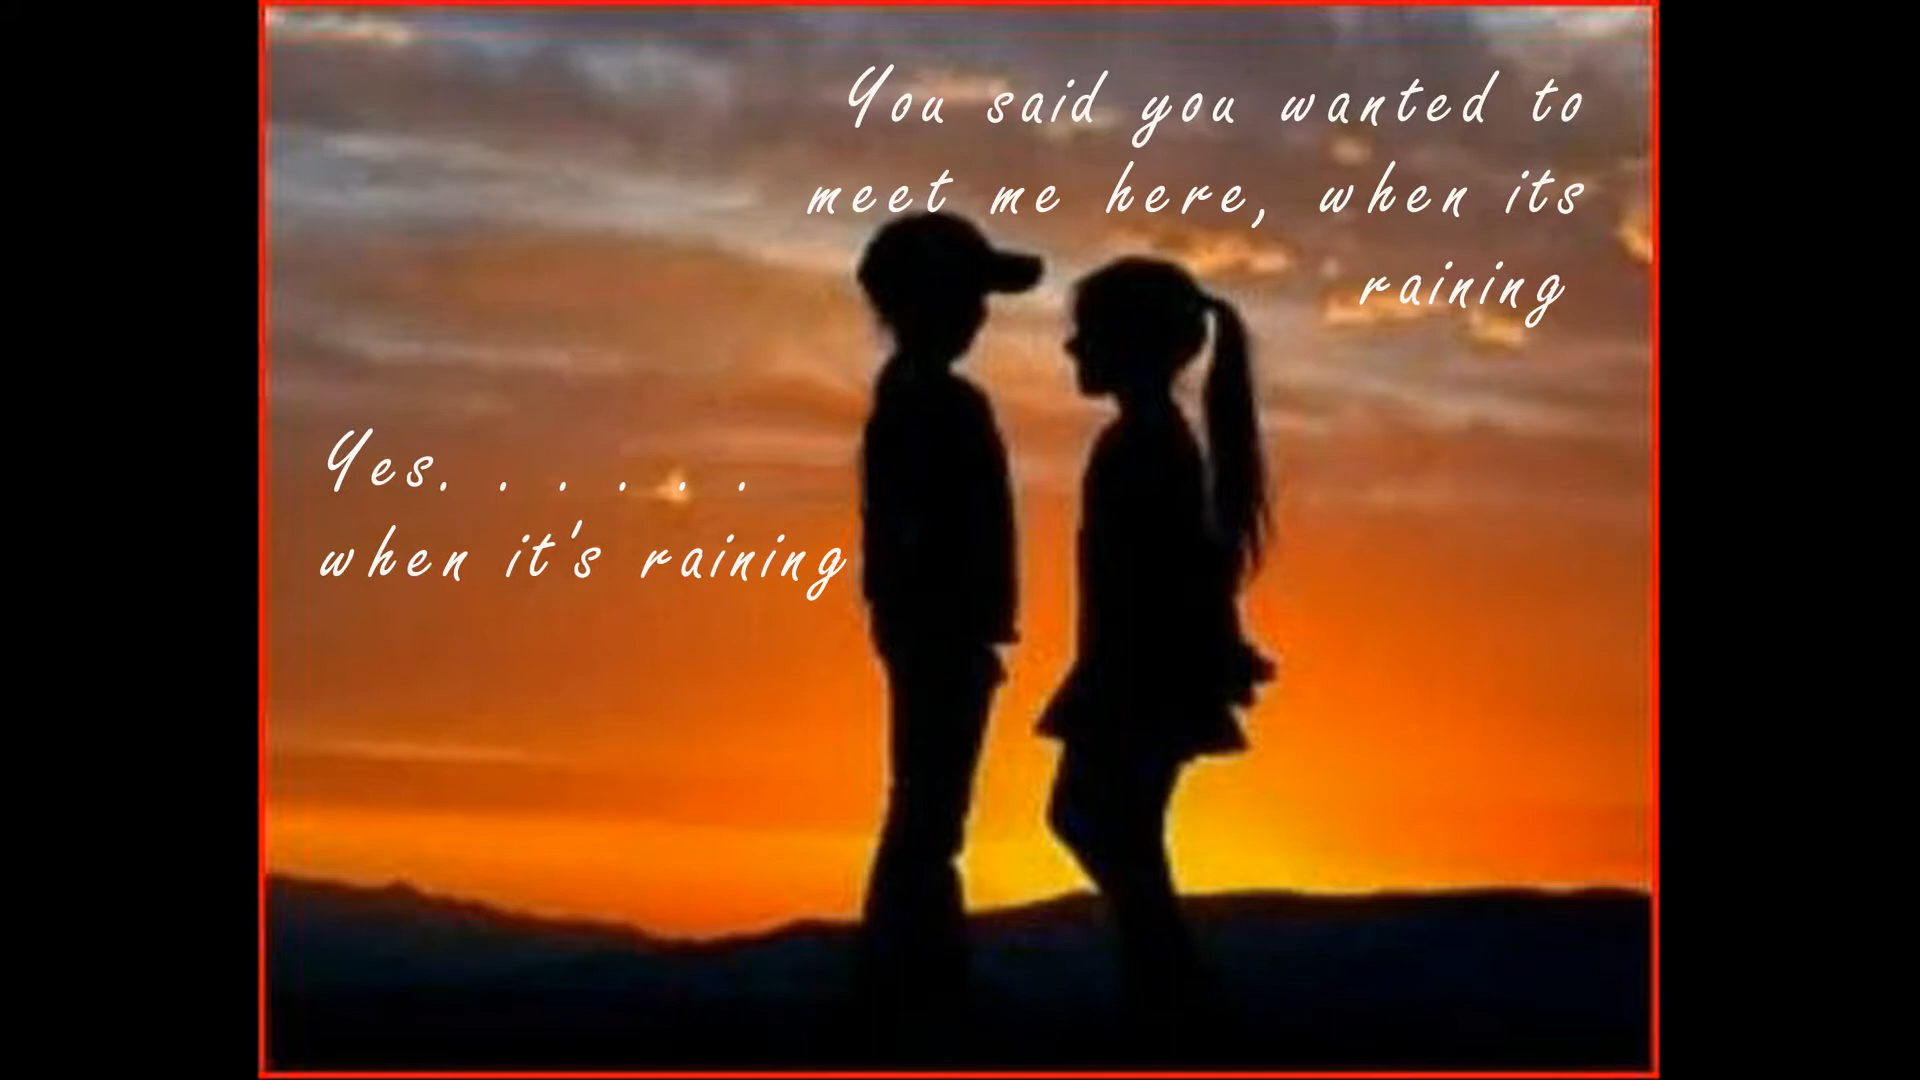 You said you wanted to
meet me here, when its
raining
Yes. . . . . .
when it's raining